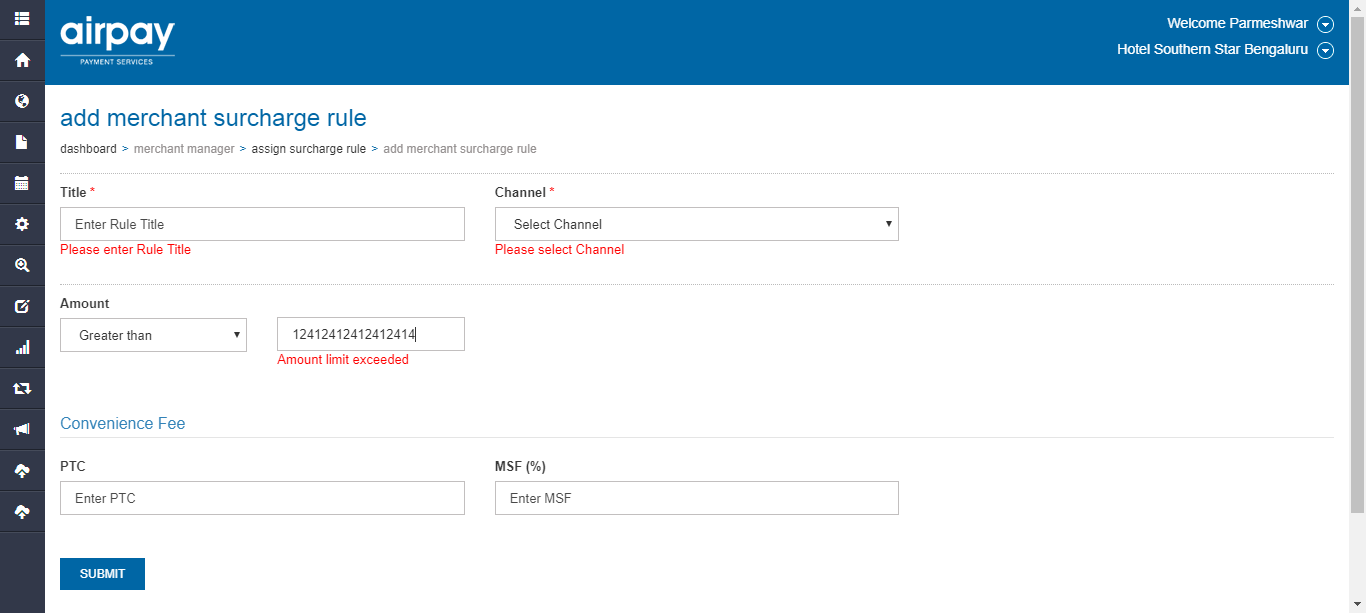 airpay
PAYMENT SERVICES
Welcome Parmeshwar
Hotel Southern Star Bengaluru
add merchant surcharge rule
dashboard > merchant manager > assign surcharge rule > add merchant surcharge rule
Title * Channel *
Enter Rule Title Select Channel
Please enter Rule Title Please select Channel
Amount
Greater than 12412412412412414
Amount limit exceeded
Convenience Fee
PTC MSF (%)
Enter PTC Enter MSF
SUBMIT